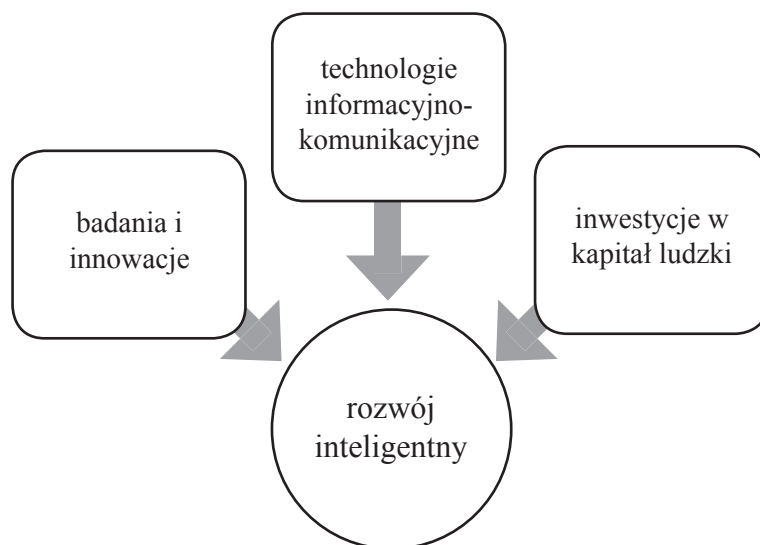 technologie
informacyjno-
komunikacyjne
badania i
innowacje
inwestycje w
kapitał ludzki
rozwój
inteligentny